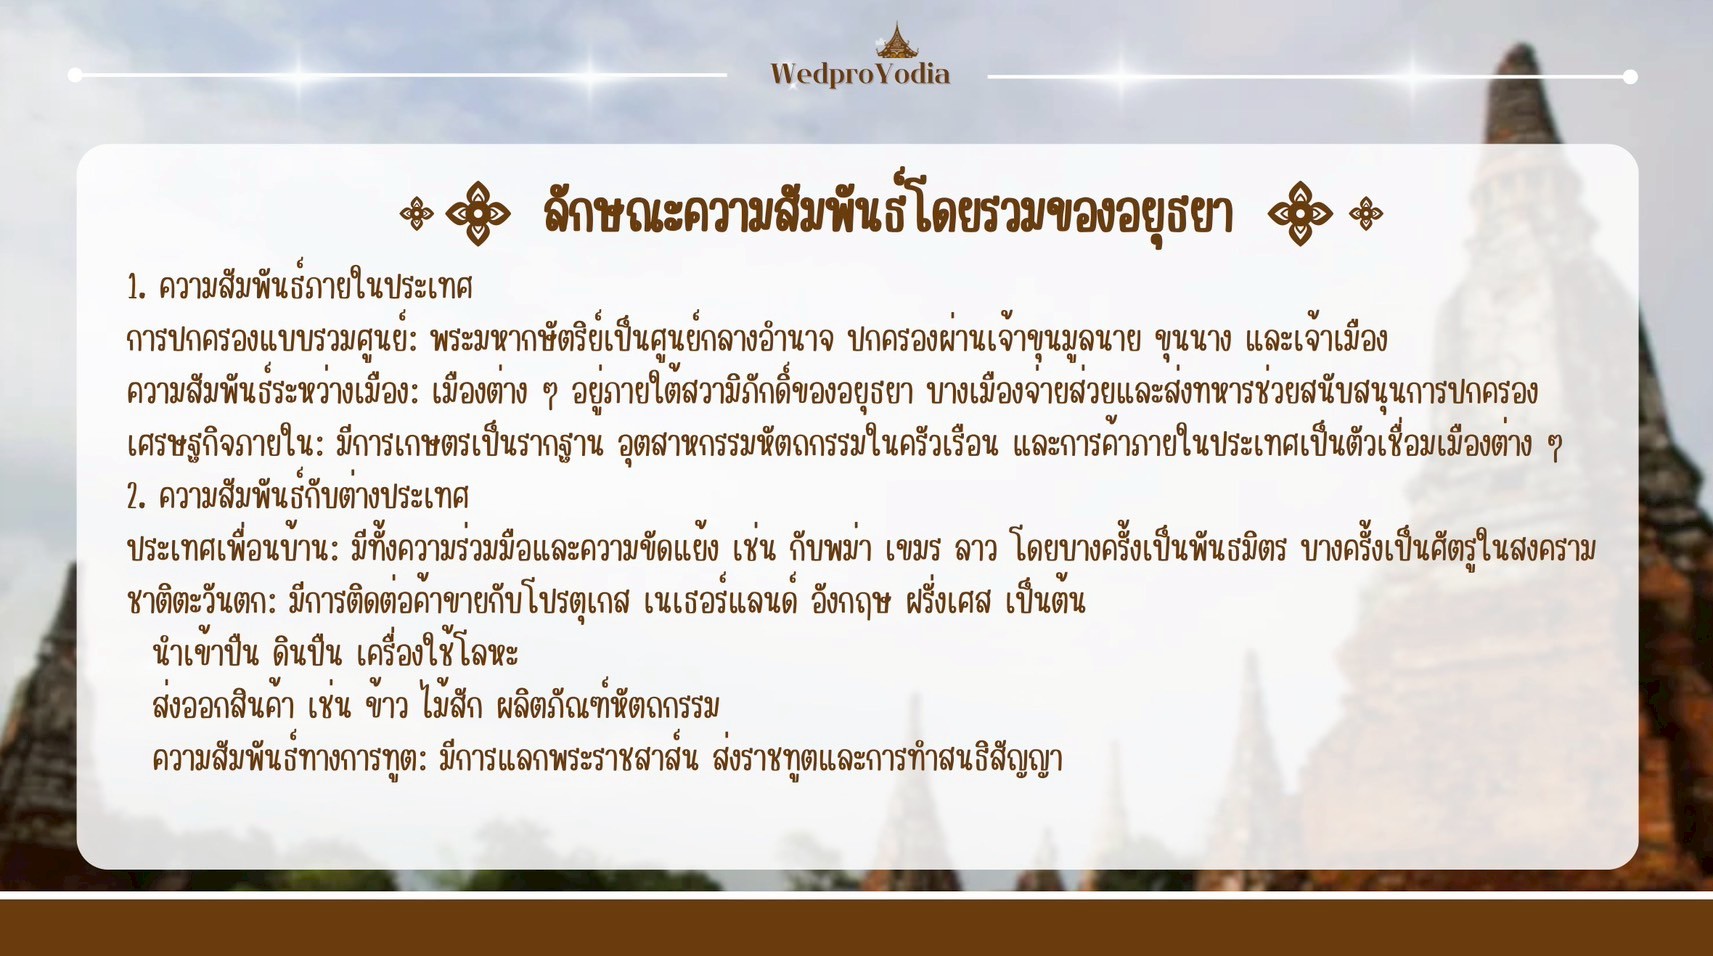 WedproYodia
ลักษณะความสัมพันธ์โดยรวมของอยุธยา
1. ความสัมพันธ์ภายในประเทศ
การปกครองแบบรวมศูนย์: พระมหากษัตริย์เป็นศูนย์กลางอำนาจ ปกครองผ่านเจ้าขุนมูลนาย ขุนนาง และเจ้าเมือง
ความสัมพันธ์ระหว่างเมือง: เมืองต่าง ๆ อยู่ภายใต้สวามิภักดิ์ของอยุธยา บางเมืองจ่ายส่วยและส่งทหารช่วยสนับสนุนการปกครอง
เศรษฐกิจภายใน: มีการเกษตรเป็นรากฐาน อุตสาหกรรมหัตถกรรมในครัวเรือน และการค้าภายในประเทศเป็นตัวเชื่อมเมืองต่าง ๆ
2. ความสัมพันธ์กับต่างประเทศ
ประเทศเพื่อนบ้าน: มีทั้งความร่วมมือและความขัดแย้ง เช่น กับพม่า เขมร ลาว โดยบางครั้งเป็นพันธมิตร บางครั้งเป็นศัตรูในสงคราม
ชาติตะวันตก: มีการติดต่อค้าขายกับโปรตุเกส เนเธอร์แลนด์ อังกฤษ ฝรั่งเศส เป็นต้น
นำเข้าปืน ดินปืน เครื่องใช้โลหะ
ส่งออกสินค้า เช่น ข้าว ไม้สัก ผลิตภัณฑ์หัตถกรรม
ความสัมพันธ์ทางการทูต: มีการแลกพระราชสาส์น ส่งราชทูตและการทำสนธิสัญญา